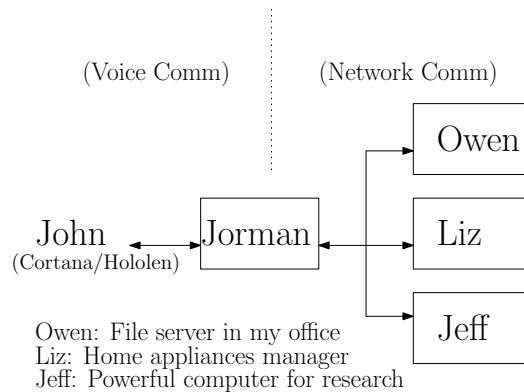 (Voice Comm)
(Network Comm)
Owen
John
Jorman
Liz
(Cortana/Hololen)
Jeff
Owen: File server in my office
Liz: Home appliances manager
Jeff: Powerful computer for research